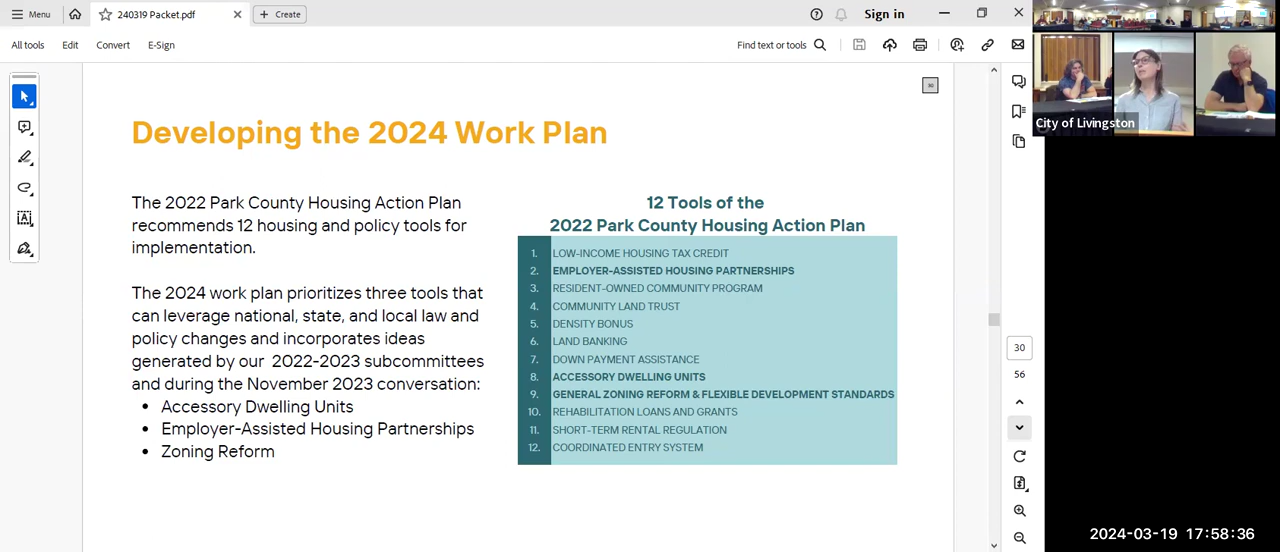 Menu
240319 Packet.pdf
Create
Sign in
All tools
Edit
Convert
E-Sign
Find text or tools
30
Developing the 2024 Work Plan
The 2022 Park County Housing Action Plan
recommends 12 housing and policy tools for
implementation.
The 2024 work plan prioritizes three tools that
can leverage national, state, and local law and
policy changes and incorporates ideas
generated by our 2022-2023 subcommittees
and during the November 2023 conversation:
• Accessory Dwelling Units
• Employer-Assisted Housing Partnerships
• Zoning Reform
12 Tools of the
2022 Park County Housing Action Plan
1. LOW-INCOME HOUSING TAX CREDIT
2. EMPLOYER-ASSISTED HOUSING PARTNERSHIPS
3. RESIDENT-OWNED COMMUNITY PROGRAM
4. COMMUNITY LAND TRUST
5. DENSITY BONUS
6. LAND BANKING
7. DOWN PAYMENT ASSISTANCE
8. ACCESSORY DWELLING UNITS
9. GENERAL ZONING REFORM & FLEXIBLE DEVELOPMENT STANDARDS
10. REHABILITATION LOANS AND GRANTS
11. SHORT-TERM RENTAL REGULATION
12. COORDINATED ENTRY SYSTEM
30
56
City of Livingston
2024-03-19 17:58:36